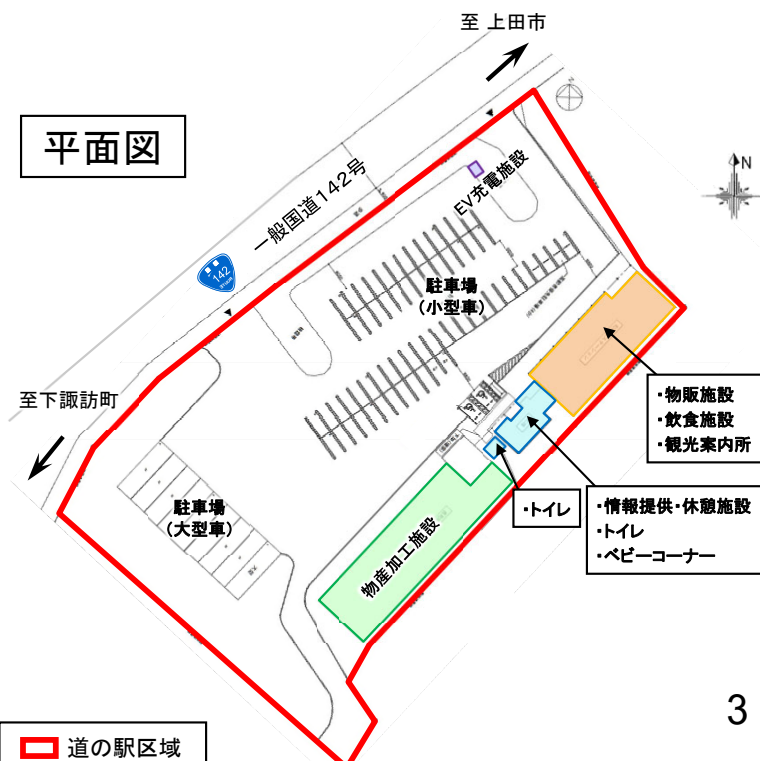 至 上田市
平面図
N
一般国道142号
142
EV充電施設
駐車場
(小型車)
至下諏訪町
・物販施設
・飲食施設
・観光案内所
駐車場
(大型車)
・トイレ
・情報提供・休憩施設
・トイレ
・ベビーコーナー
物産加工施設
3
道の駅区域